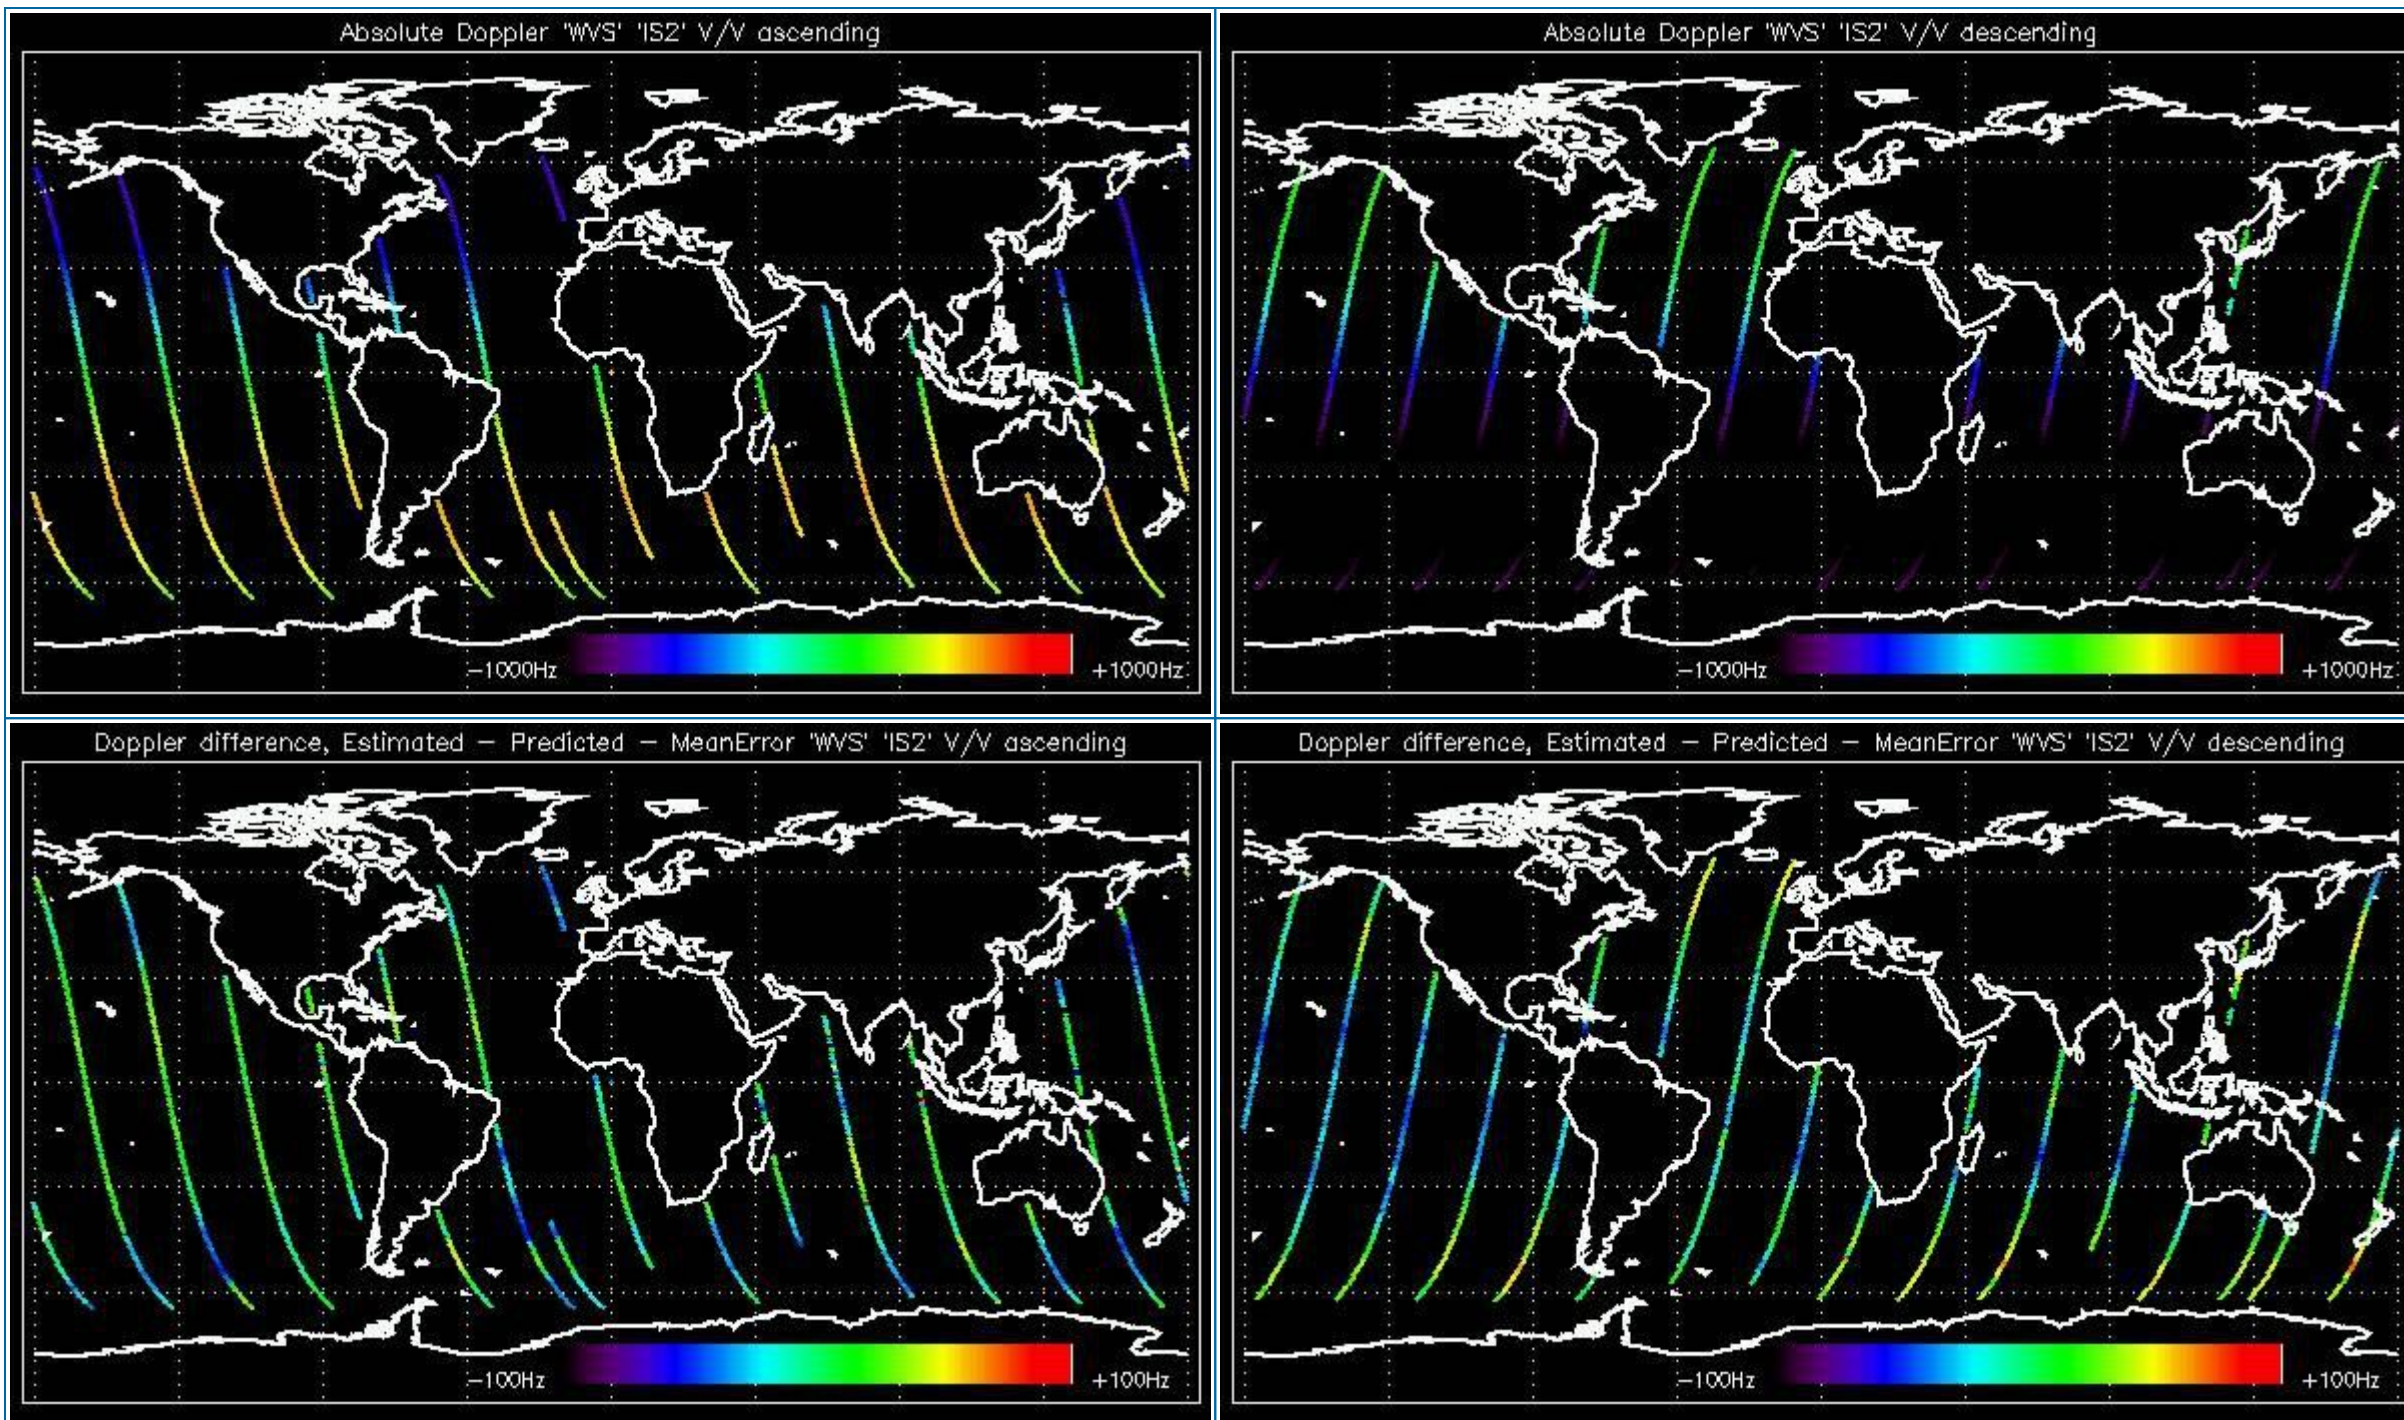 Absolute Doppler 'WVS' 'IS2' V/V ascending
-1000Hz +1000Hz
Absolute Doppler 'WVS' 'IS2' V/V descending
-1000Hz +1000Hz
Doppler difference, Estimated - Predicted - MeanError 'WVS' 'IS2' V/V ascending
-100Hz +100Hz
Doppler difference, Estimated - Predicted - MeanError 'WVS' 'IS2' V/V descending
-100Hz +100Hz